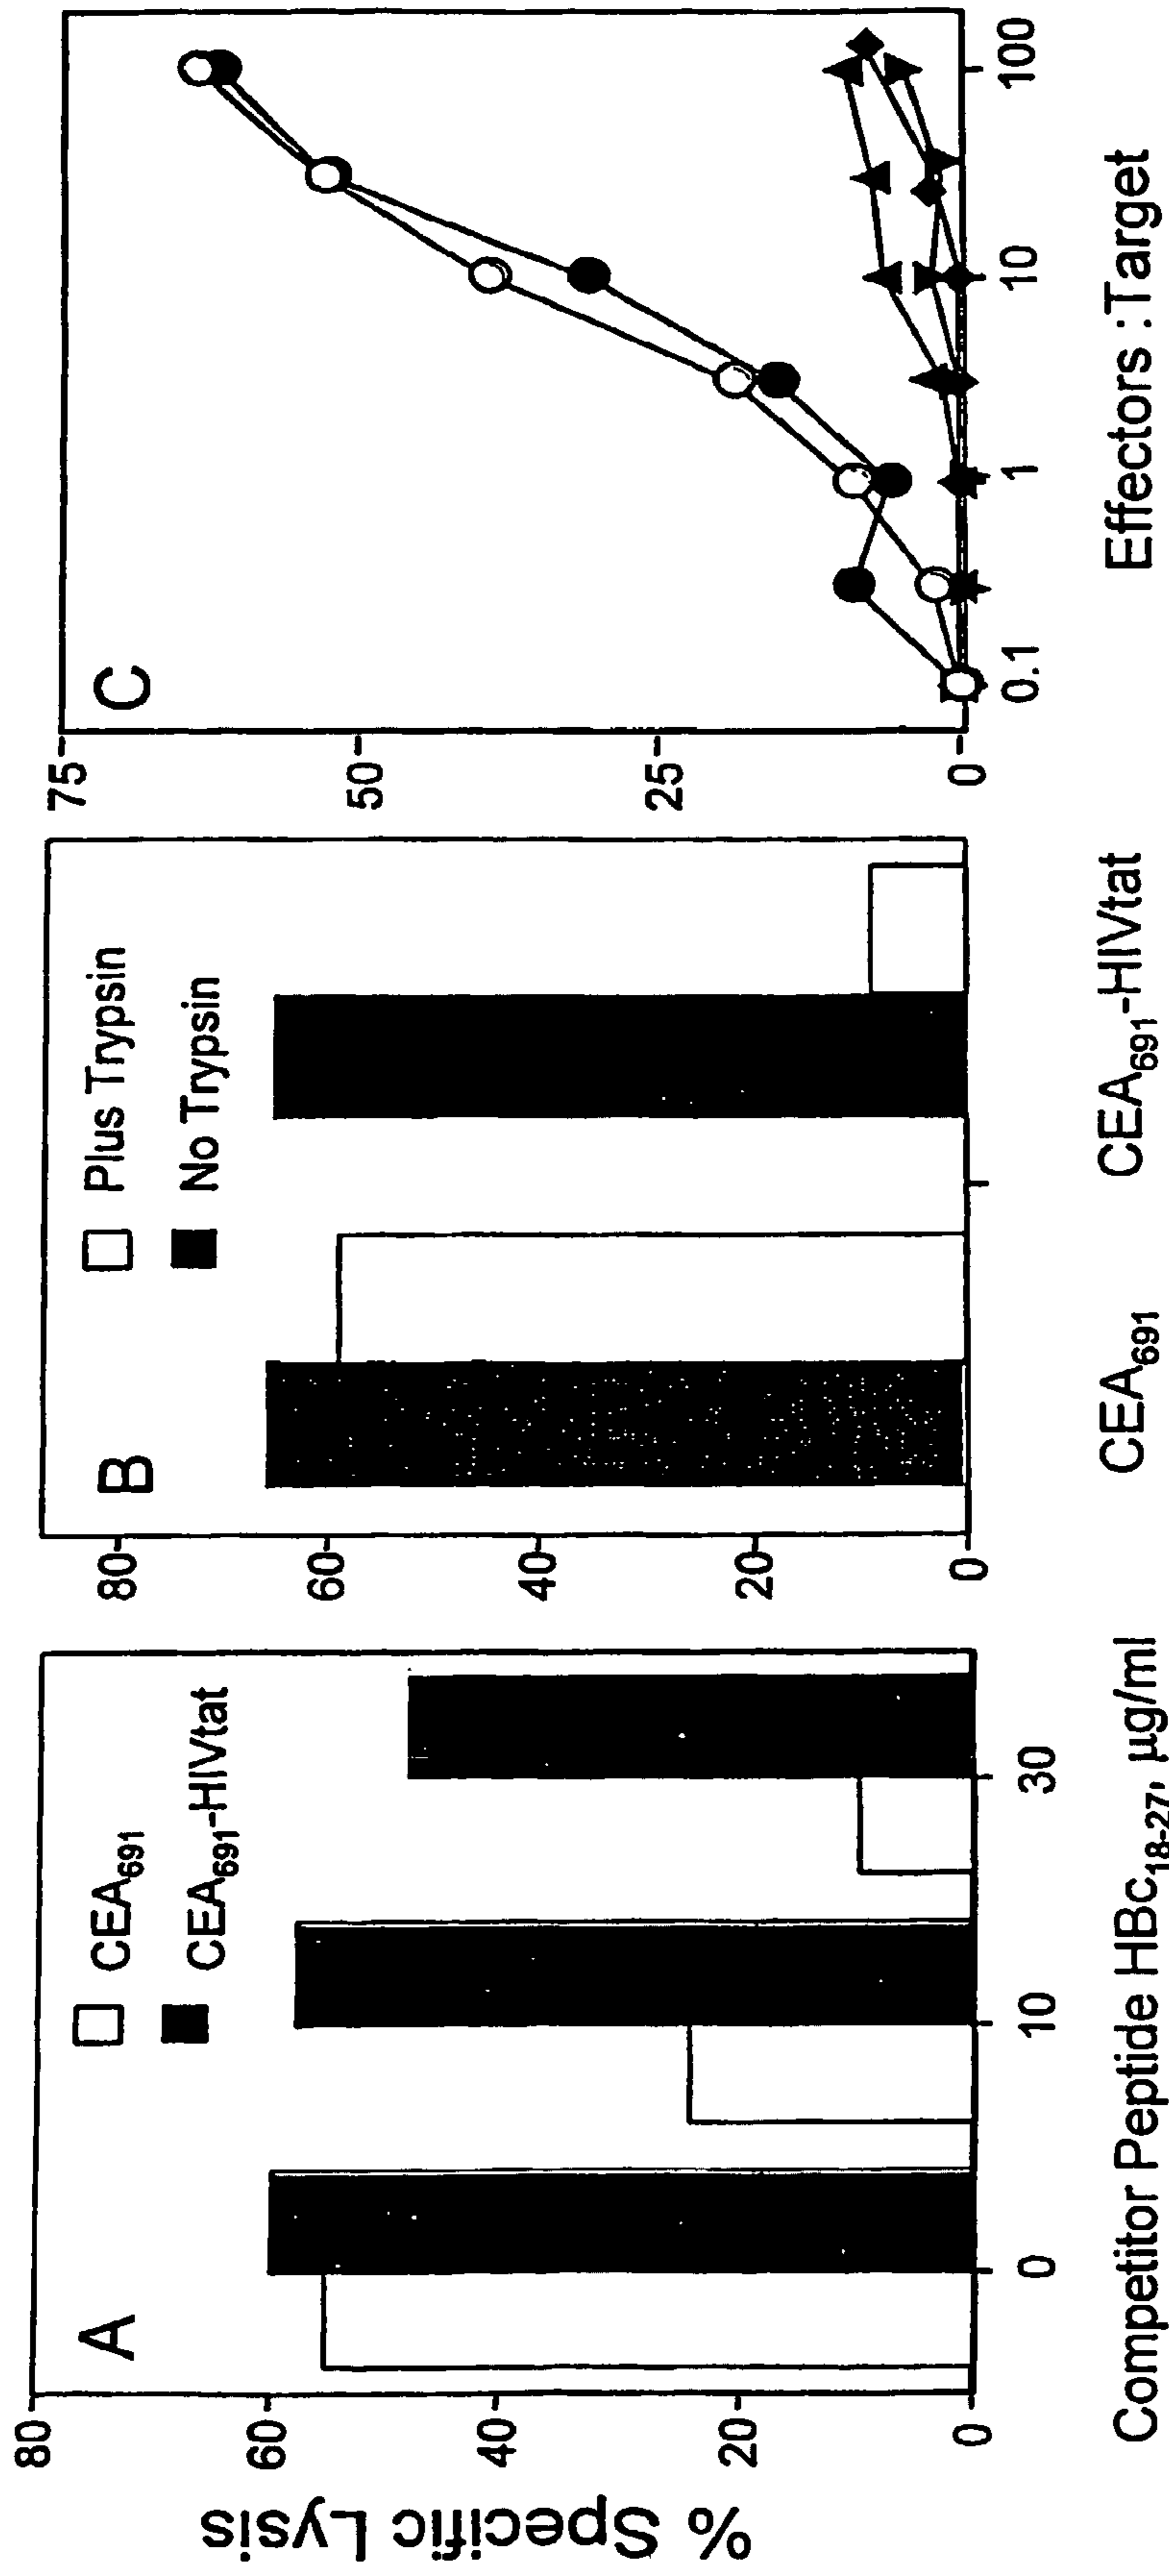 % Specific Lysis
A
80
60
40
20
0
CEA691
CEA691-HIVtat
0
10
30
Competitor Peptide HBc18-27, µg/ml
B
80
60
40
20
0
Plus Trypsin
No Trypsin
CEA691
CEA691-HIVtat
C
75
50
25
0
0.1
1
10
100
Effectors :Target